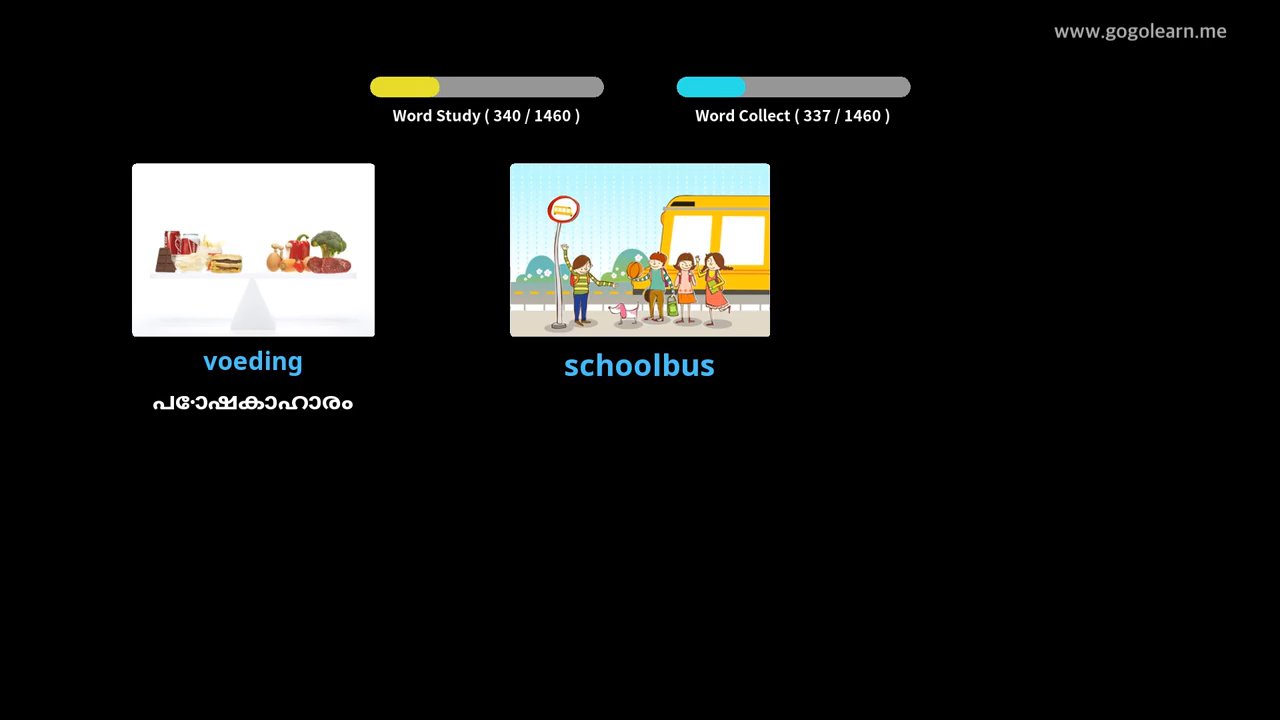 www.gogolearn.me
Word Study ( 340 / 1460 )
Word Collect ( 337 / 1460 )
voeding
schoolbus
പോഷകാഹാരം